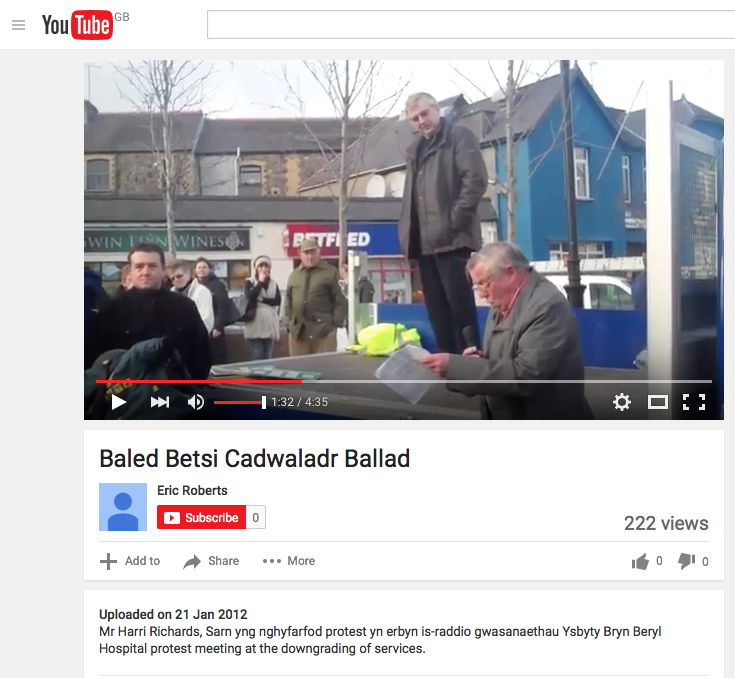 YouTube GB
GWIN LLŶN WINES
BETFRED
1:32 / 4:35
Baled Betsi Cadwaladr Ballad
Eric Roberts
Subscribe 0
222 views
Add to Share More 0 0
Uploaded on 21 Jan 2012
Mr Harri Richards, Sarn yng nghyfarfod protest yn erbyn is-raddio gwasanaethau Ysbyty Bryn Beryl
Hospital protest meeting at the downgrading of services.